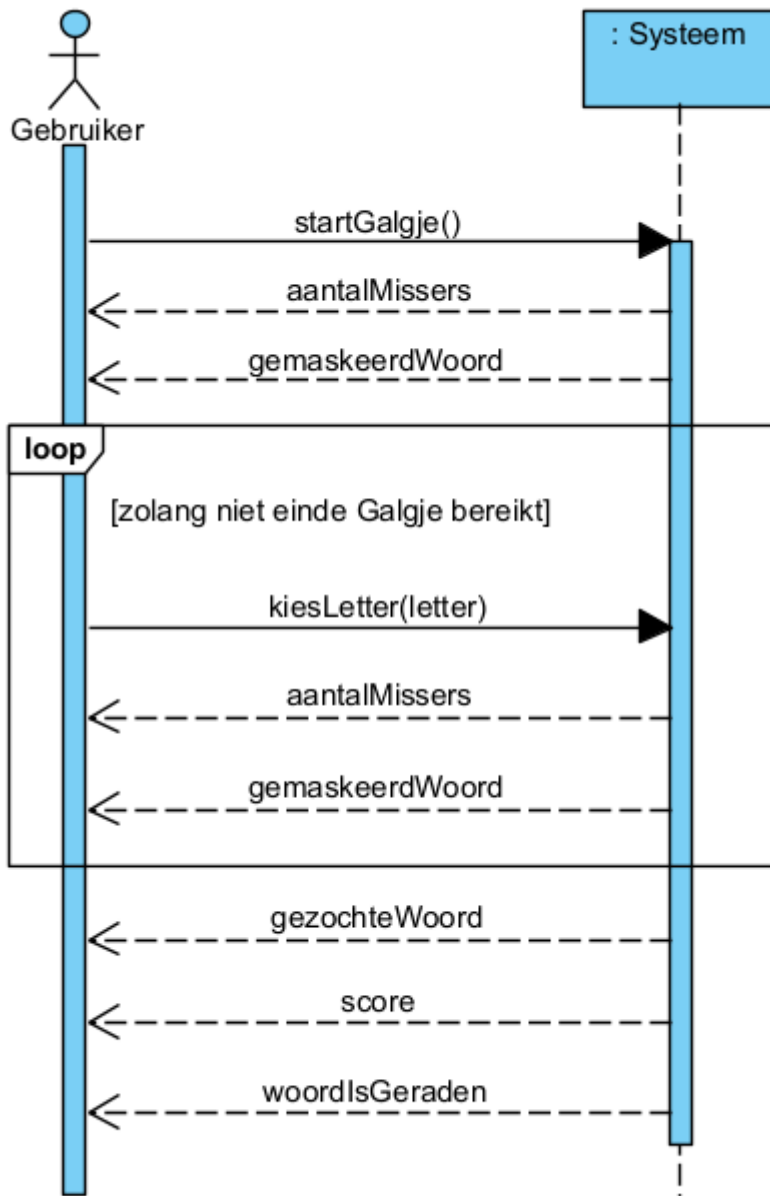 : Systeem
Gebruiker
startGalgje()
aantalMissers
gemaskeerdWoord
loop
[zolang niet einde Galgje bereikt]
kiesLetter(letter)
aantalMissers
gemaskeerdWoord
gezochteWoord
score
woordIsGeraden